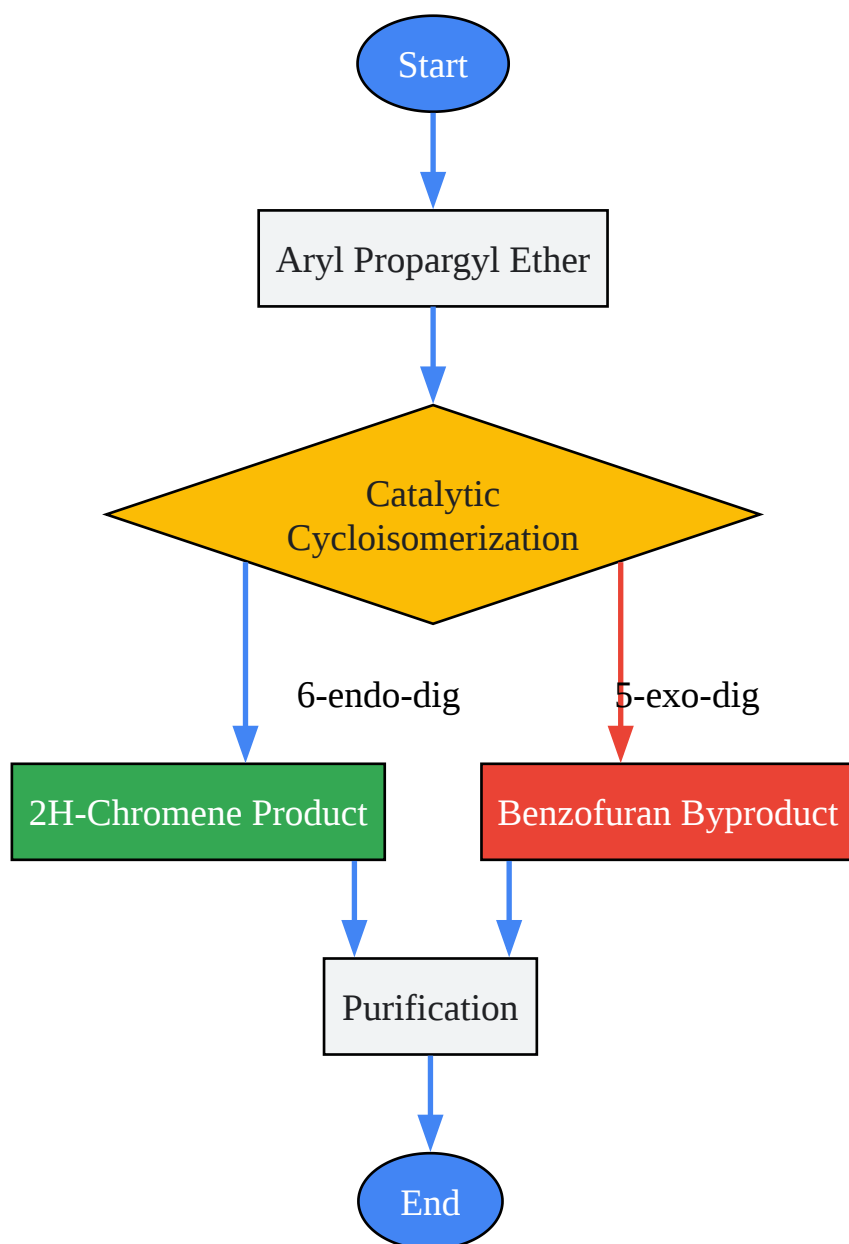 Start
Aryl Propargyl Ether
Catalytic
Cycloisomerization
6-endo-dig
5-exo-dig
2H-Chromene Product
Benzofuran Byproduct
Purification
End